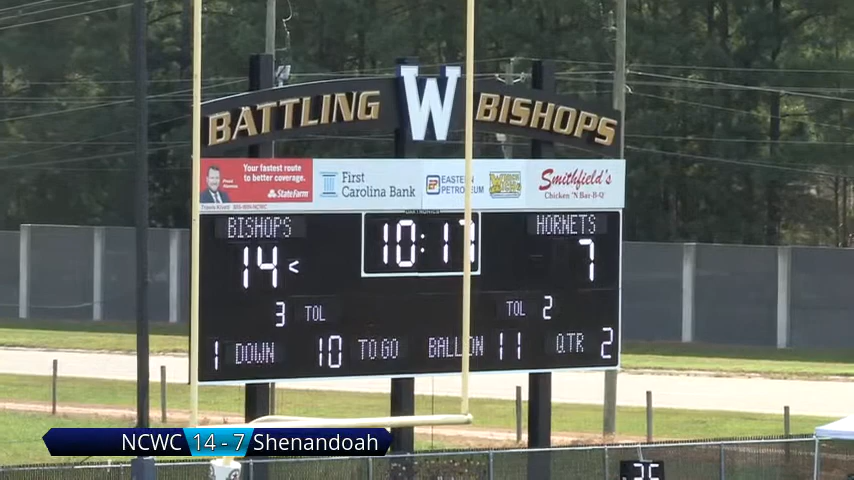 BATTLING W BISHOPS
Your fastest route
to better coverage.
StateFarm
First
Carolina Bank
EASTERN
PETROLEUM
Smithfield's
Chicken 'N Bar-B-Q
BISHOPS
14 <
10:17
HORNETS
7
3 TOL
TOL 2
1 DOWN 10 TO GO BALL ON 11 QTR 2
NCWC 14 - 7 Shenandoah
25